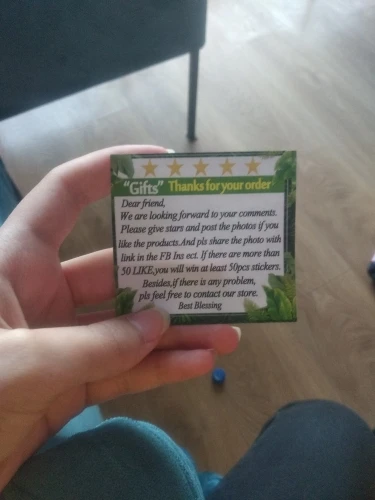 "Gifts" Thanks for your order
Dear friend,
We are looking forward to your comments.
Please give stars and post the photos if you
like the products.And pls share the photo with
link in the FB Ins ect. If there are more than
50 LIKE,you will win at least 50pcs stickers.
Besides,if there is any problem,
pls feel free to contact our store.
Best Blessing